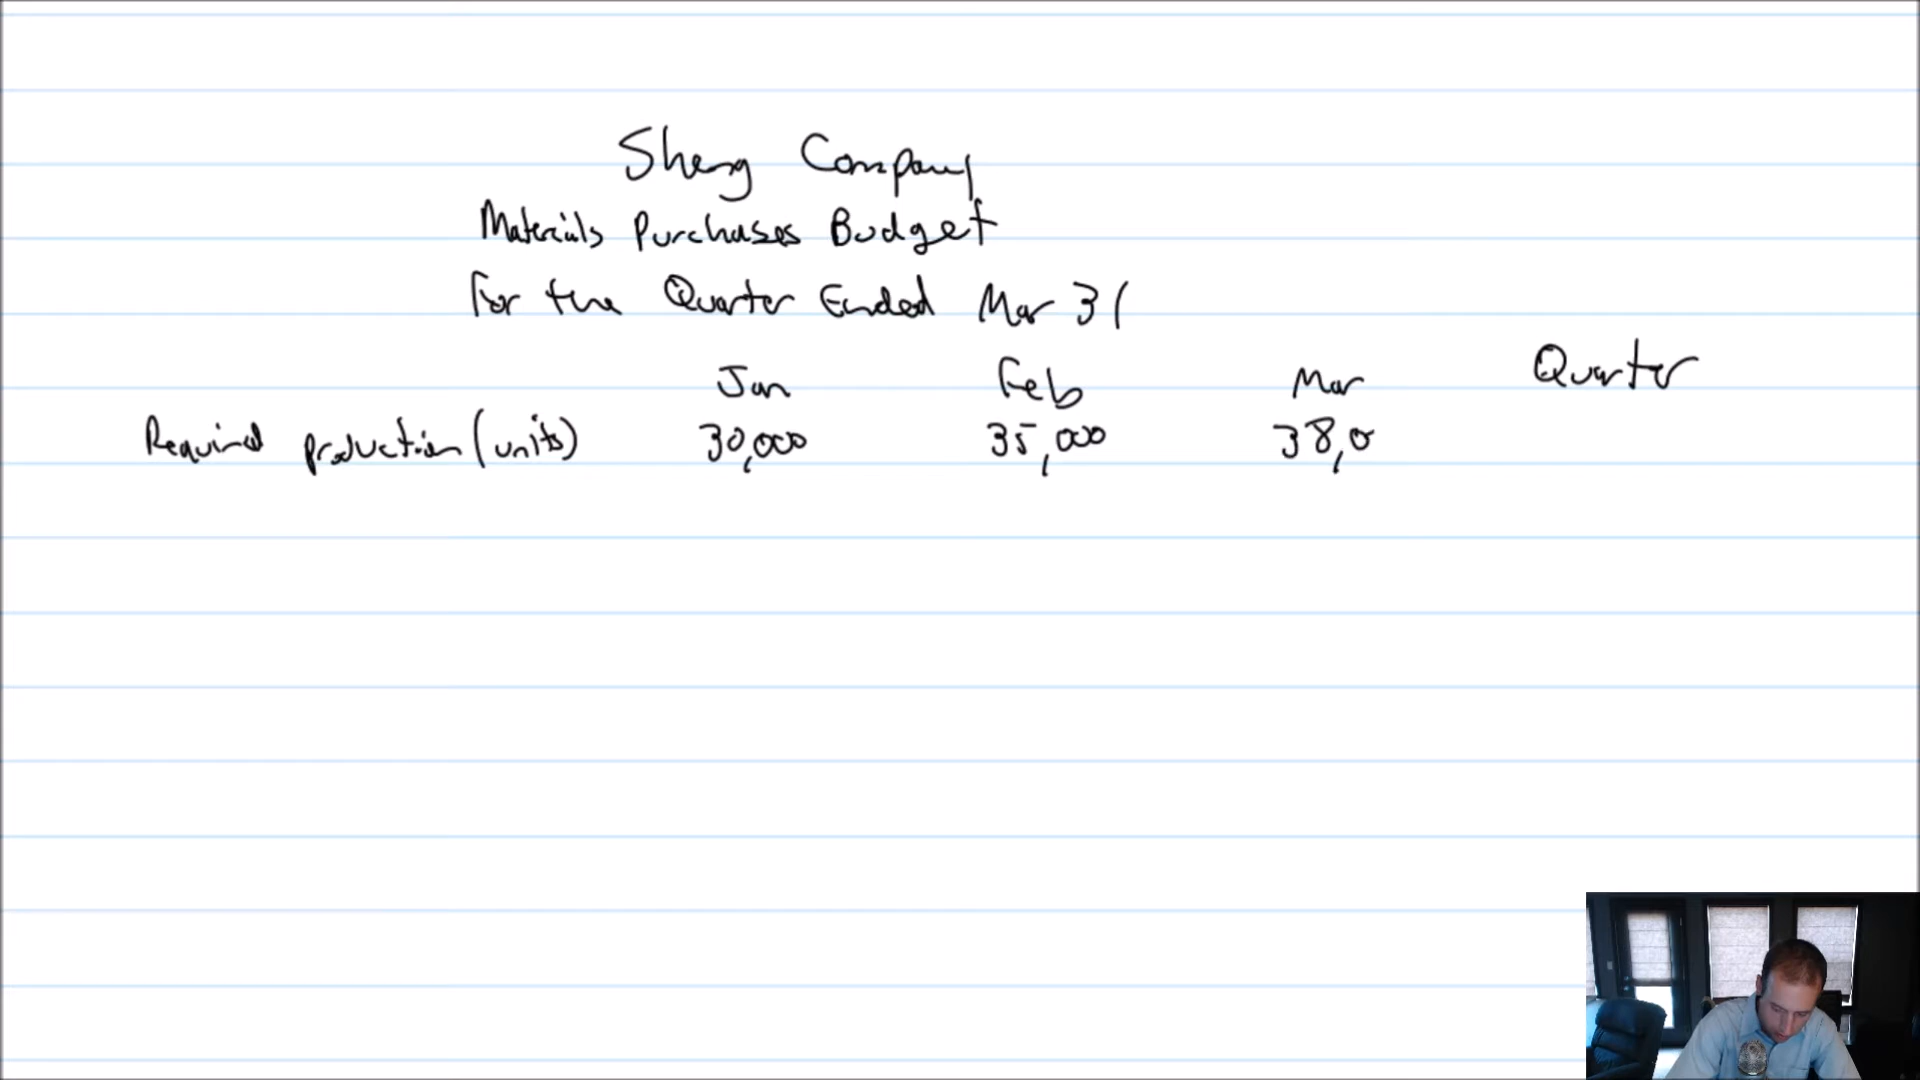 Sheng Company
Materials Purchases Budget
For the Quarter Ended Mar 31
Jan Feb Mar Quarter
Required production (units) 30,000 35,000 38,0